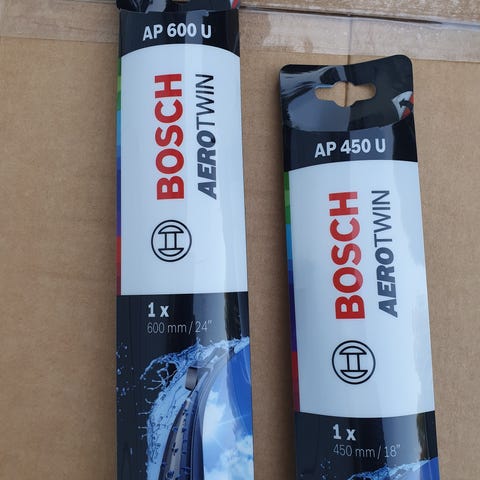 AP 600 U
BOSCH
AEROTWIN
1 x
600 mm / 24"
AP 450 U
BOSCH
AEROTWIN
1 x
450 mm / 18"